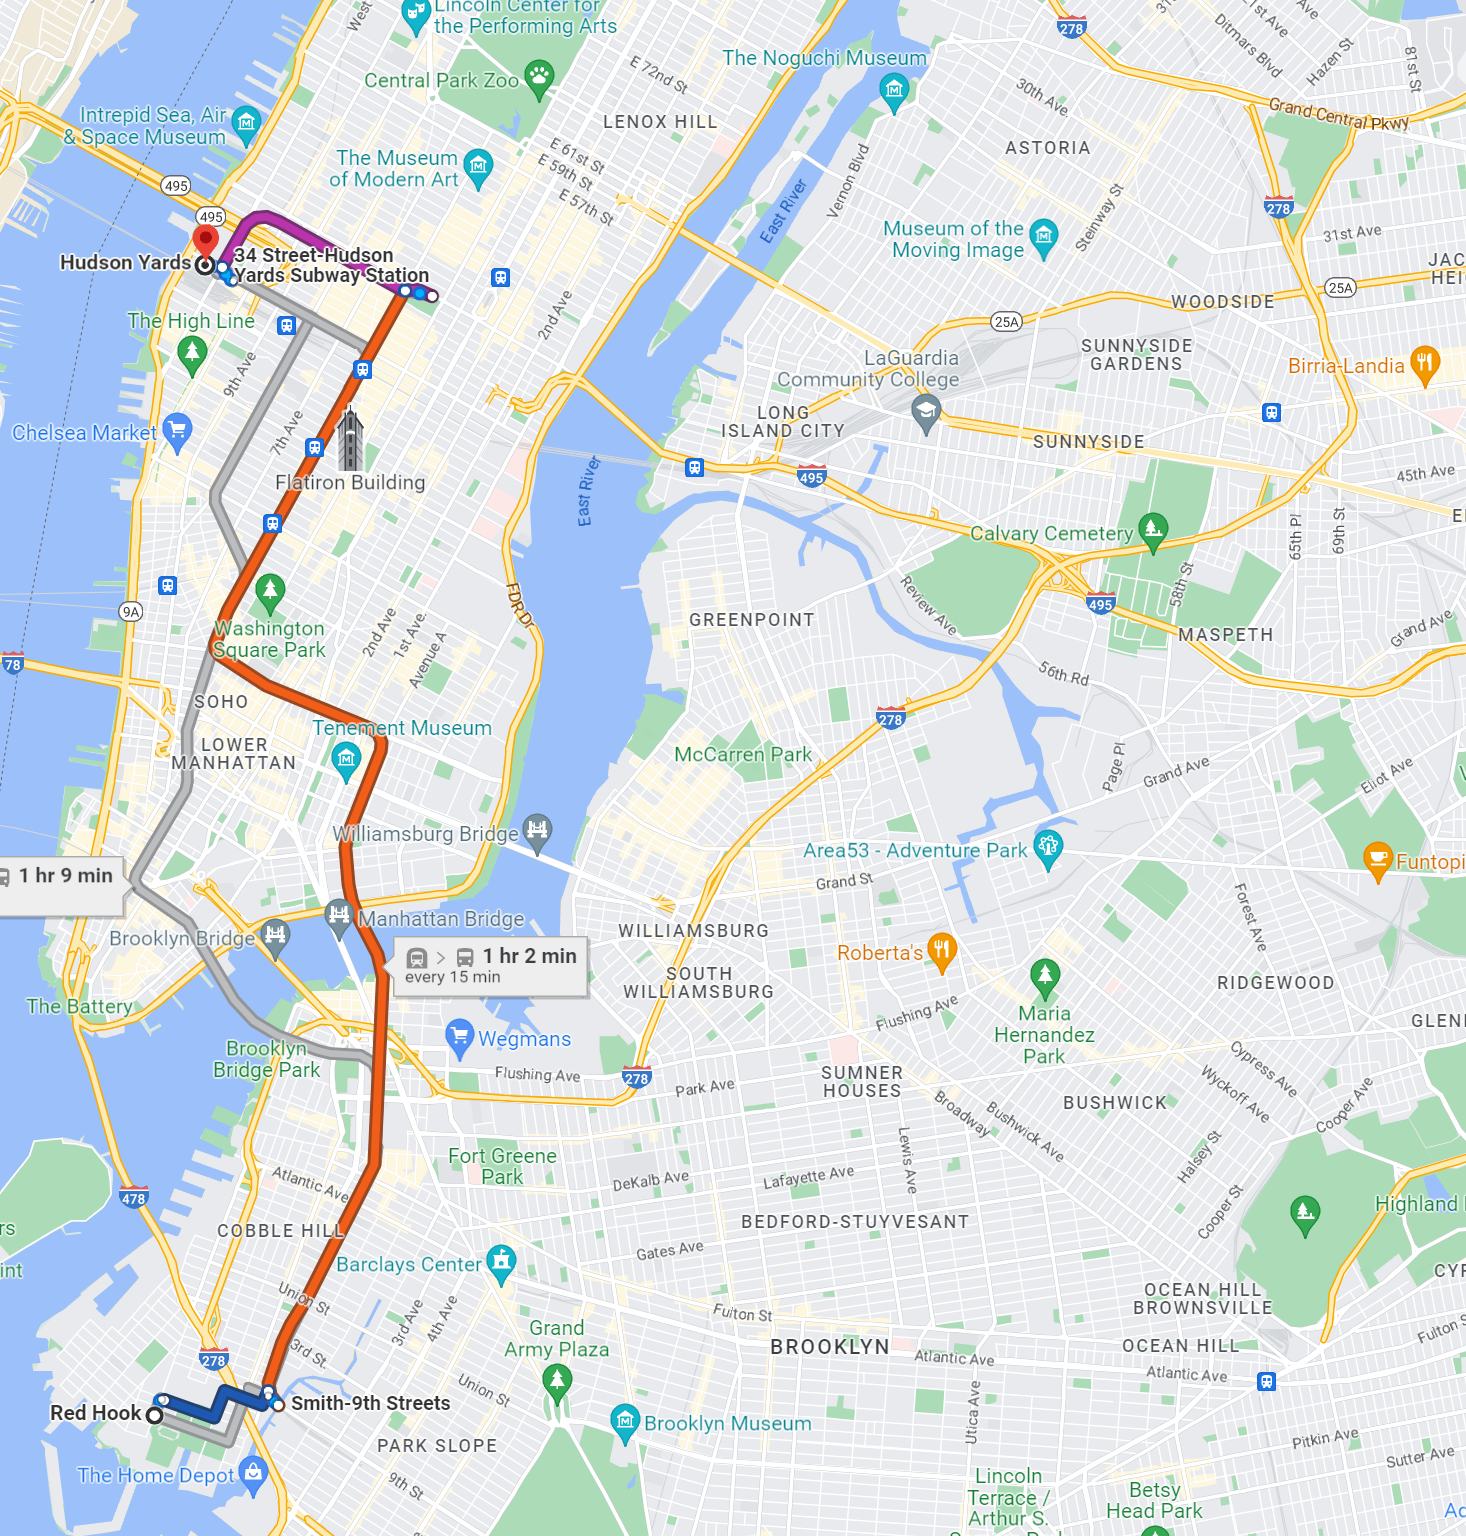 Lincoln Center for
the Performing Arts
West
278
31st
21st Ave
Ave
Ditmars Blvd
Hazen St
81st St
The Noguchi Museum
Central Park Zoo
E 72nd St
30th Ave.
Grand Central Pkwy
Intrepid Sea, Air
& Space Museum
LENOX HILL
ASTORIA
The Museum
of Modern Art
E 61st St
E 59th St
E 57th St
Vernon Blvd
East River
Steinway St
278
495
495
Museum of the
Moving Image
31st Ave
Hudson Yards
34 Street-Hudson
Yards Subway Station
JAC
HEI
25A
WOODSIDE
2nd Ave
25A
The High Line
SUNNYSIDE
GARDENS
LaGuardia
Community College
Birria-Landia
9th Ave
LONG
ISLAND CITY
Chelsea Market
7th Ave
SUNNYSIDE
Flatiron Building
495
45th Ave
East River
Calvary Cemetery
65th Pl
69th St
58th St
9A
FDR Dr
Review Ave
495
GREENPOINT
MASPETH
Grand Ave
Washington
Square Park
2nd Ave
1st Ave.
Avenue A
78
56th Rd
SOHO
278
Tenement Museum
LOWER
MANHATTAN
McCarren Park
Page Pl
Grand Ave
Eliot Ave
Williamsburg Bridge
Area53 - Adventure Park
Funtopi
1 hr 9 min
Grand St
Forest Ave
Manhattan Bridge
Brooklyn Bridge
WILLIAMSBURG
Roberta's
1 hr 2 min
every 15 min
SOUTH
WILLIAMSBURG
RIDGEWOOD
The Battery
Flushing Ave
Maria
Hernandez
Park
GLEN
Wegmans
Brooklyn
Bridge Park
Flushing Ave
278
Park Ave
SUMNER
HOUSES
Cypress Ave
Wyckoff Ave
Cooper Ave
BUSHWICK
Broadway
Bushwick Ave
Lewis Ave
Halsey St
Fort Greene
Park
Atlantic Ave
DeKalb Ave
Lafayette Ave
478
Cooper St
Highland
rs
COBBLE HILL
BEDFORD-STUYVESANT
Gates Ave
Barclays Center
int
CYP
Union St
OCEAN HILL
BROWNSVILLE
3rd Ave
4th Ave
Fulton St
Fulton S
Grand
Army Plaza
BROOKLYN
OCEAN HILL
278
3rd St.
Atlantic Ave
Atlantic Ave
Union St
Red Hook
Smith-9th Streets
Utica Ave
Brooklyn Museum
PARK SLOPE
Pitkin Ave
Sutter Ave
The Home Depot
9th St
Lincoln
Terrace /
Arthur S.
Betsy
Head Park